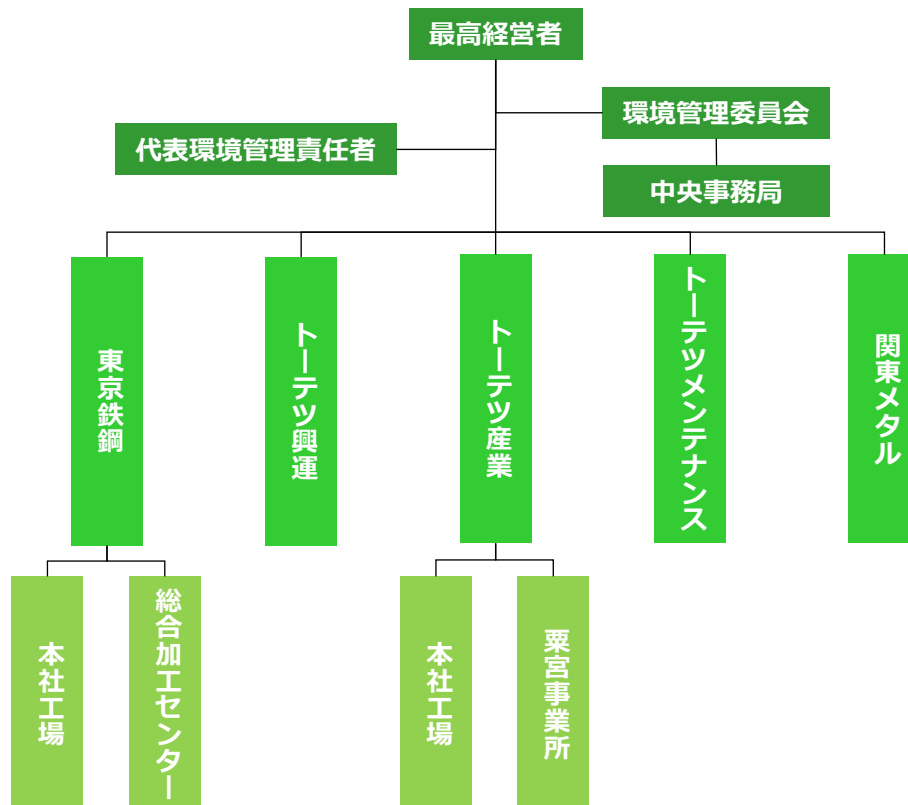 最高経営者
環境管理委員会
代表環境管理責任者
中央事務局
東京鉄鋼
トーテツ興運
トーテツ産業
トーテツメンテナンス
関東メタル
本社工場
総合加工センター
本社工場
粟宮事業所